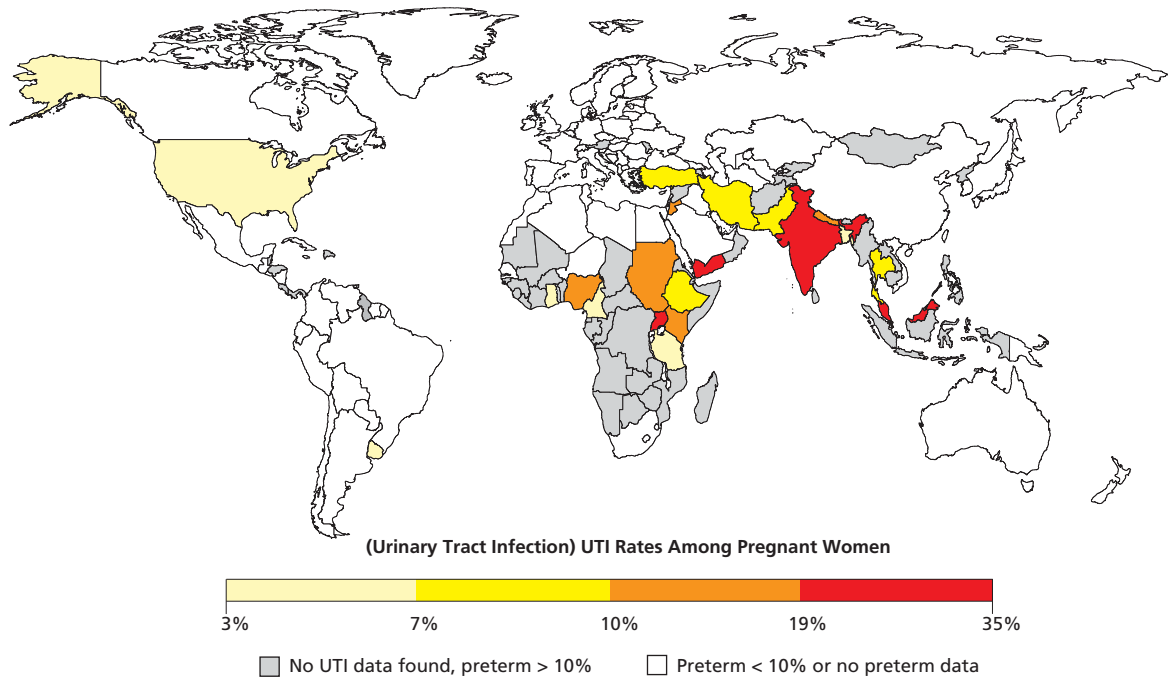 (Urinary Tract Infection) UTI Rates Among Pregnant Women
3% 7% 10% 19% 35%
No UTI data found, preterm > 10% Preterm < 10% or no preterm data